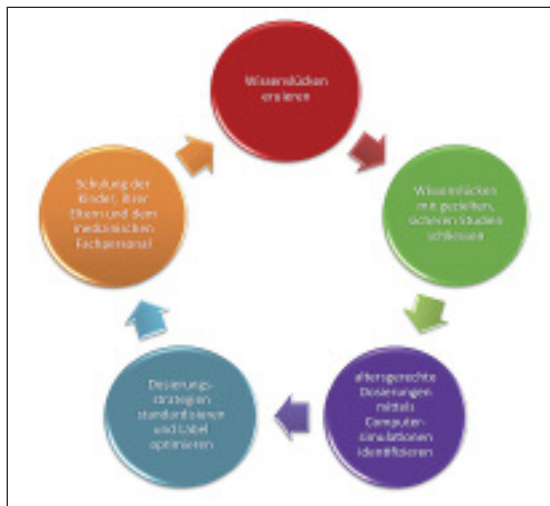 Wissenslücken
eruieren
Wissenslücken
mit gezielten,
sicheren Studien
schliessen
altersgerechte
Dosierungen
mittels
Computer-
simulationen
identifizieren
Dosierungs-
strategien
standardisieren
und Label
optimieren
Schulung der
Kinder, ihrer
Eltern und dem
medizinischen
Fachpersonal